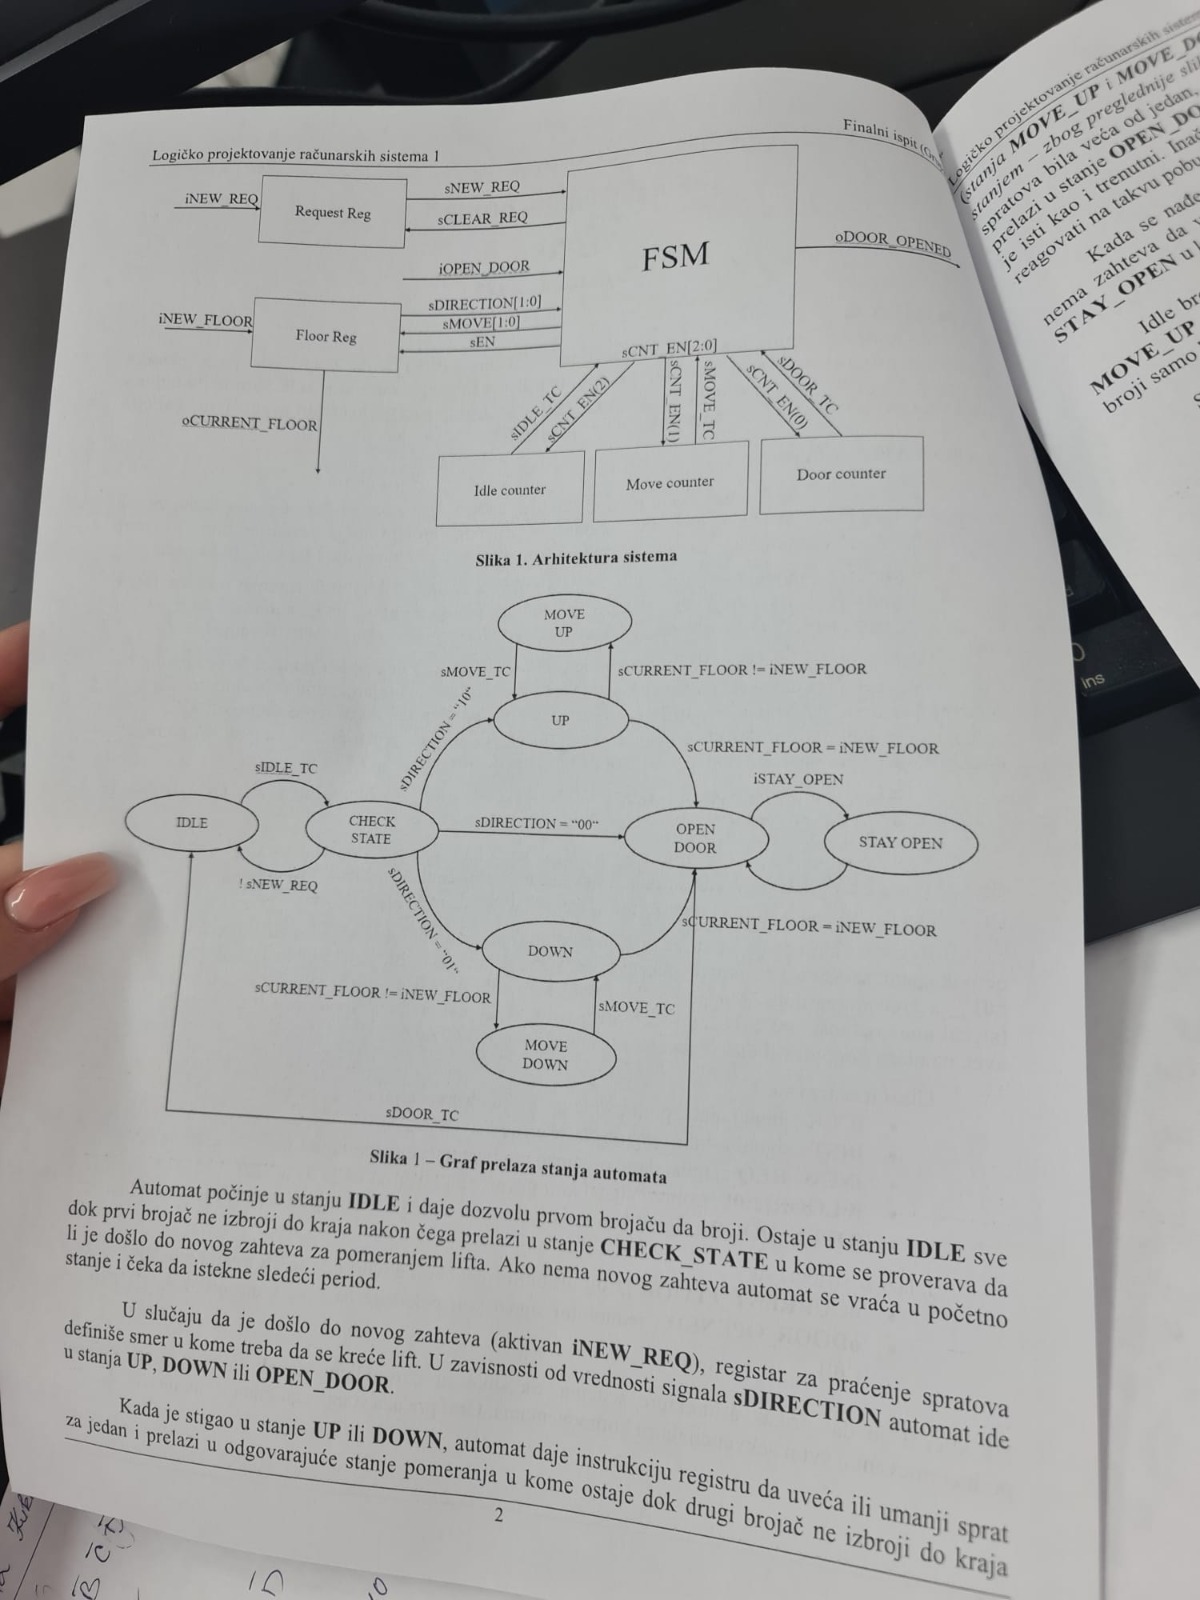 Logičko projektovanje računarskih sistema 1
Finalni ispit
iNEW_REQ
Request Reg
sNEW_REQ
sCLEAR_REQ
iOPEN_DOOR
FSM
oDOOR_OPENED
iNEW_FLOOR
Floor Reg
sDIRECTION[1:0]
sMOVE[1:0]
sEN
sCNT_EN[2:0]
oCURRENT_FLOOR
sIDLE_TC
sCNT_EN(2)
sCNT_EN(1)
sMOVE_TC
sCNT_EN(0)
sDOOR_TC
Idle counter
Move counter
Door counter
Slika 1. Arhitektura sistema
MOVE
UP
sMOVE_TC
sCURRENT_FLOOR != iNEW_FLOOR
UP
sDIRECTION = "10"
sCURRENT_FLOOR = iNEW_FLOOR
sIDLE_TC
iSTAY_OPEN
IDLE
CHECK
STATE
sDIRECTION = "00"
OPEN
DOOR
STAY OPEN
! sNEW_REQ
sDIRECTION = "01"
sCURRENT_FLOOR = iNEW_FLOOR
DOWN
sCURRENT_FLOOR != iNEW_FLOOR
sMOVE_TC
MOVE
DOWN
sDOOR_TC
Slika 1 – Graf prelaza stanja automata
Automat počinje u stanju IDLE i daje dozvolu prvom brojaču da broji. Ostaje u stanju IDLE sve
dok prvi brojač ne izbroji do kraja nakon čega prelazi u stanje CHECK_STATE u kome se proverava da
li je došlo do novog zahteva za pomeranjem lifta. Ako nema novog zahteva automat se vraća u početno
stanje i čeka da istekne sledeći period.
U slučaju da je došlo do novog zahteva (aktivan iNEW_REQ), registar za praćenje spratova
definiše smer u kome treba da se kreće lift. U zavisnosti od vrednosti signala sDIRECTION automat ide
u stanja UP, DOWN ili OPEN_DOOR.
Kada je stigao u stanje UP ili DOWN, automat daje instrukciju registru da uveća ili umanji sprat
za jedan i prelazi u odgovarajuće stanje pomeranja u kome ostaje dok drugi brojač ne izbroji do kraja
2
Logičko projektovanje računarskih
(stanja MOVE_UP i
stanjem – zbog preglednije
spratova bila veća od jedan,
prelazi u stanje
je isti kao i trenutni.
reagovati na takvu
Kada se nađe
nema zahteva da
STAY_OPEN u
Idle
MOVE_UP
broji samo
ins